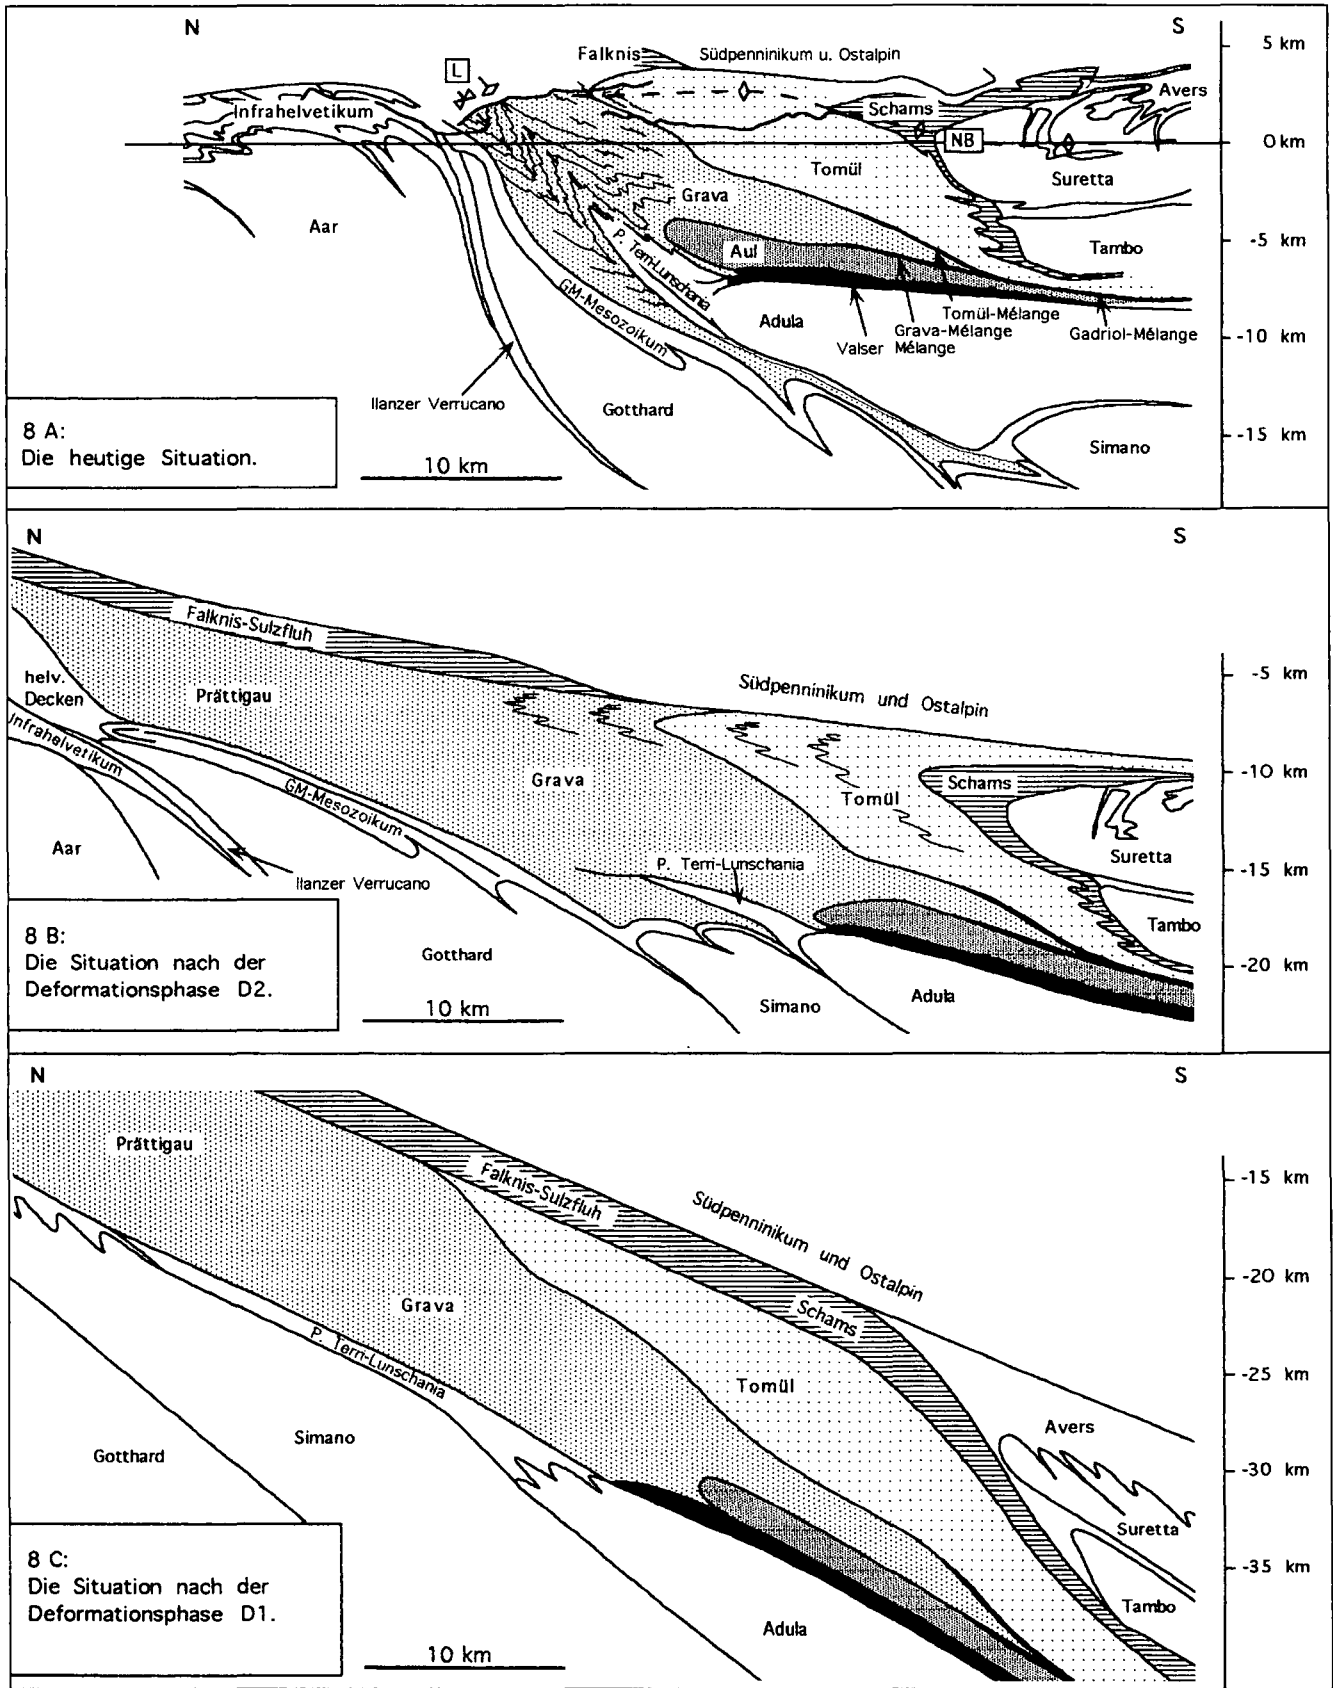 N
S
L
Falknis
Südpenninikum u. Ostalpin
5 km
Infrahelvetikum
Schams
Avers
NB
0 km
Tomül
Suretta
Grava
Aar
Aul
P. Terri-Lunschania
Tambo
-5 km
GM-Mesozoikum
Adula
Tomül-Mélange
Grava-Mélange
Valser Mélange
Gadriol-Mélange
-10 km
Ilanzer Verrucano
Gotthard
Simano
-15 km
8 A:
Die heutige Situation.
10 km
N
S
Falknis-Sulzfluh
Südpenninikum und Ostalpin
-5 km
helv.
Decken
Prättigau
Infrahelvetikum
Grava
Schams
-10 km
Tomül
GM-Mesozoikum
Aar
Suretta
P. Terri-Lunschania
-15 km
Ilanzer Verrucano
Tambo
Gotthard
-20 km
Simano
Adula
8 B:
Die Situation nach der
Deformationsphase D2.
10 km
N
S
Prättigau
Falknis-Sulzfluh
-15 km
Südpenninikum und Ostalpin
-20 km
Grava
Schams
P. Terri-Lunschania
Tomül
-25 km
Avers
Simano
Gotthard
-30 km
Suretta
-35 km
Tambo
Adula
8 C:
Die Situation nach der
Deformationsphase D1.
10 km